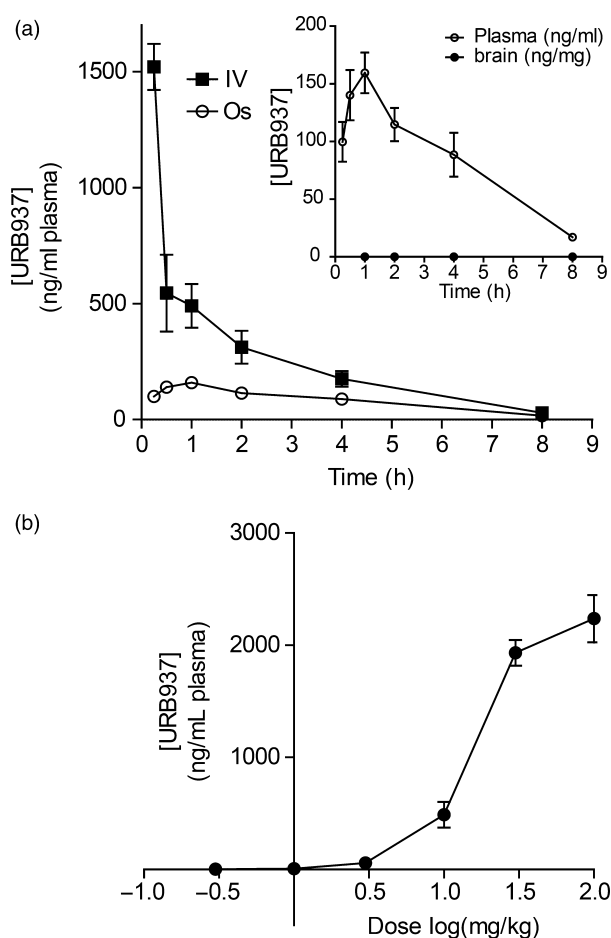 (a)
1500
1000
500
0
[URB937]
(ng/ml plasma)
IV
Os
0 1 2 3 4 5 6 7 8 9
Time (h)
200
150
100
50
0
[URB937]
Plasma (ng/ml)
brain (ng/mg)
0 1 2 3 4 5 6 7 8 9
Time (h)
(b)
3000
2000
1000
[URB937]
(ng/mL plasma)
–1.0 –0.5 0.5 1.0 1.5 2.0
Dose log(mg/kg)